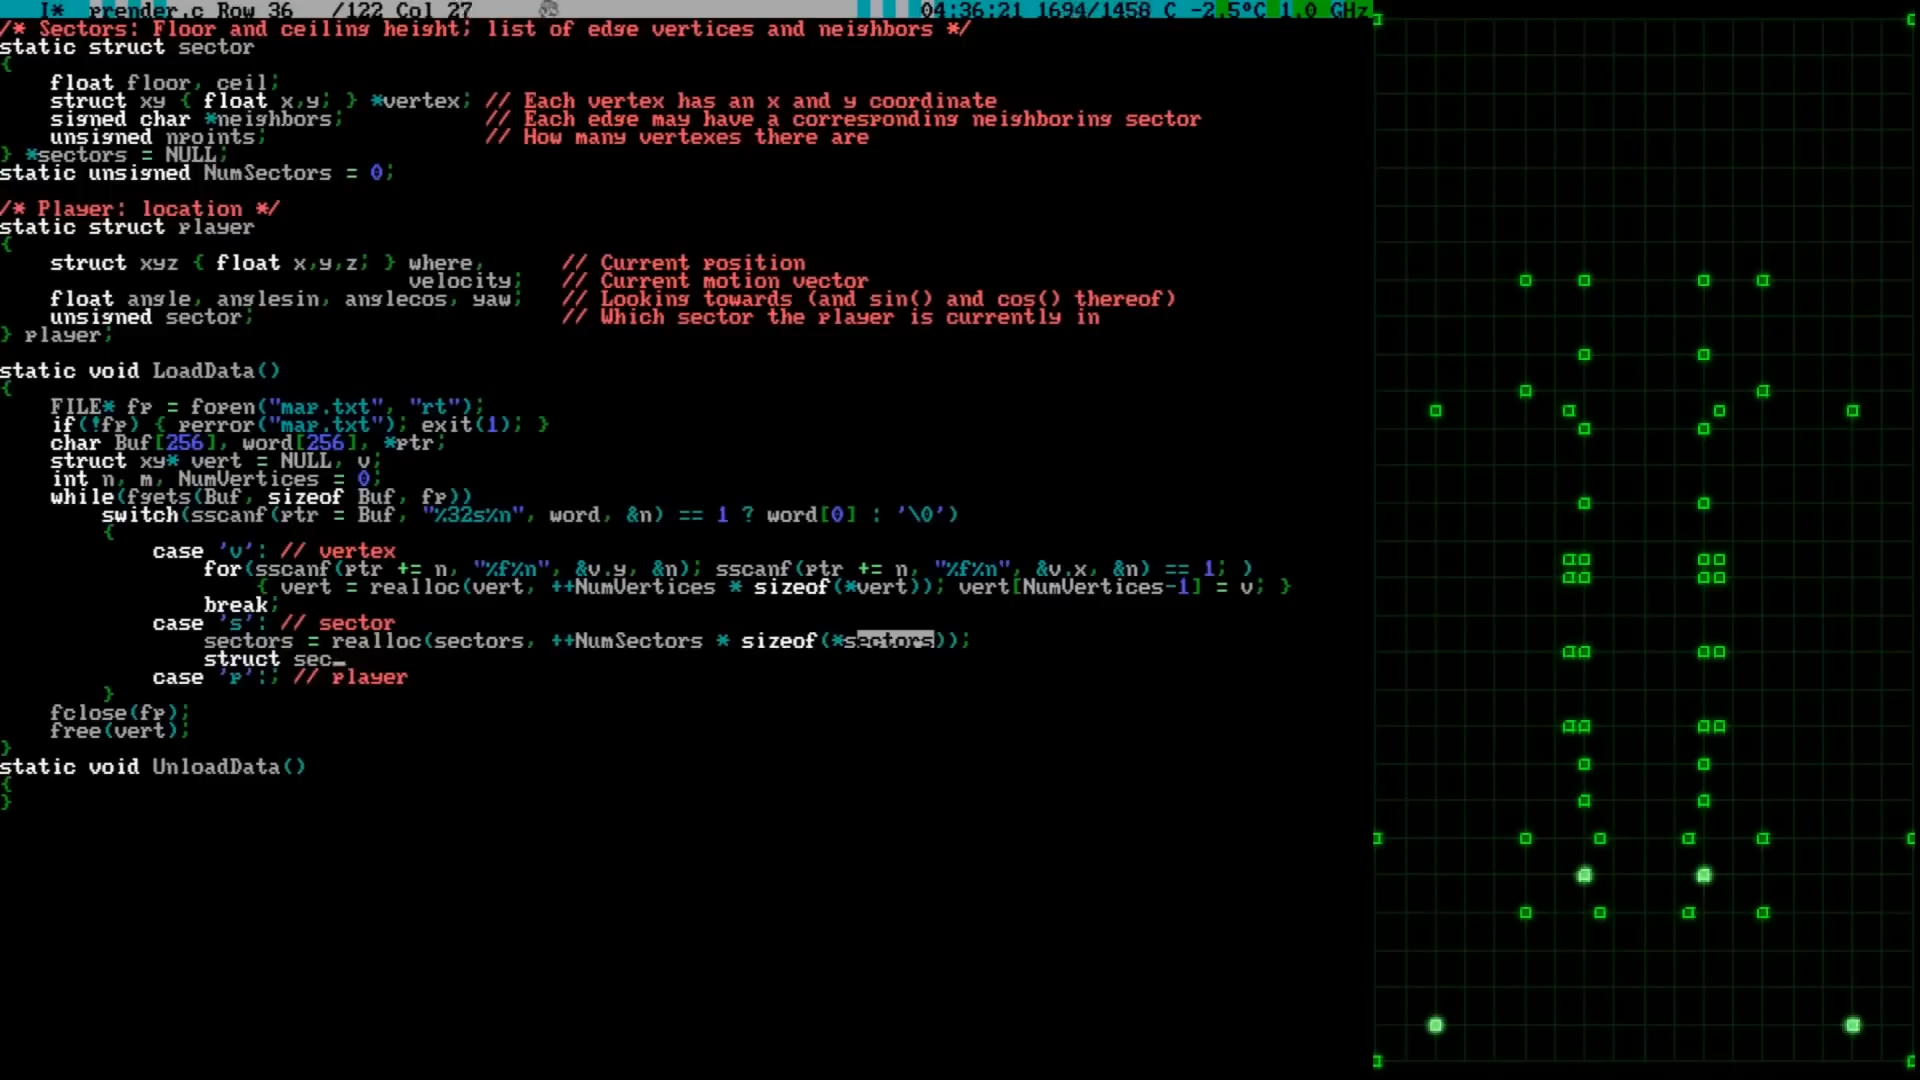 I* prender.c Row 36 /122 Col 27 04:36:21 1694/1458 C -2.5°C 1.0 GHz
/* Sectors: Floor and ceiling height; list of edge vertices and neighbors */
static struct sector
{
    float floor, ceil;
    struct xy { float x,y; } *vertex; // Each vertex has an x and y coordinate
    signed char *neighbors;           // Each edge may have a corresponding neighboring sector
    unsigned npoints;                 // How many vertexes there are
} *sectors = NULL;
static unsigned NumSectors = 0;
/* Player: location */
static struct player
{
    struct xyz { float x,y,z; } where,      // Current position
                                velocity;   // Current motion vector
    float angle, anglesin, anglecos, yaw;   // Looking towards (and sin() and cos() thereof)
    unsigned sector;                        // Which sector the player is currently in
} player;
static void LoadData()
{
    FILE* fp = fopen("map.txt", "rt");
    if(!fp) { perror("map.txt"); exit(1); }
    char Buf[256], word[256], *ptr;
    struct xy* vert = NULL, v;
    int n, m, NumVertices = 0;
    while(fgets(Buf, sizeof Buf, fp))
        switch(sscanf(ptr = Buf, "%32s%n", word, &n) == 1 ? word[0] : '\0')
        {
            case 'v': // vertex
                for(sscanf(ptr += n, "%f%n", &v.y, &n); sscanf(ptr += n, "%f%n", &v.x, &n) == 1; )
                    { vert = realloc(vert, ++NumVertices * sizeof(*vert)); vert[NumVertices-1] = v; }
                break;
            case 's': // sector
                sectors = realloc(sectors, ++NumSectors * sizeof(*sectors));
                struct sec_
            case 'p':; // player
        }
    fclose(fp);
    free(vert);
}
static void UnloadData()
{
}